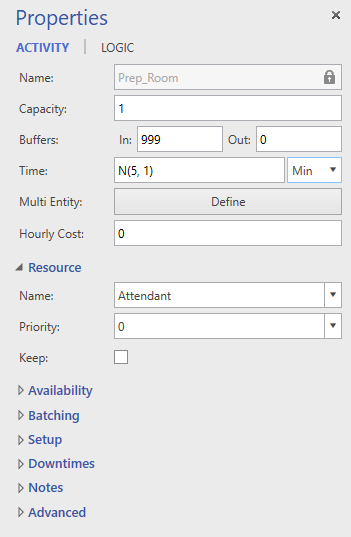 Properties
ACTIVITY | LOGIC
Name: Prep_Room
Capacity: 1
Buffers: In: 999 Out: 0
Time: N(5, 1) Min
Multi Entity: Define
Hourly Cost: 0
Resource
Name: Attendant
Priority: 0
Keep:
Availability
Batching
Setup
Downtimes
Notes
Advanced